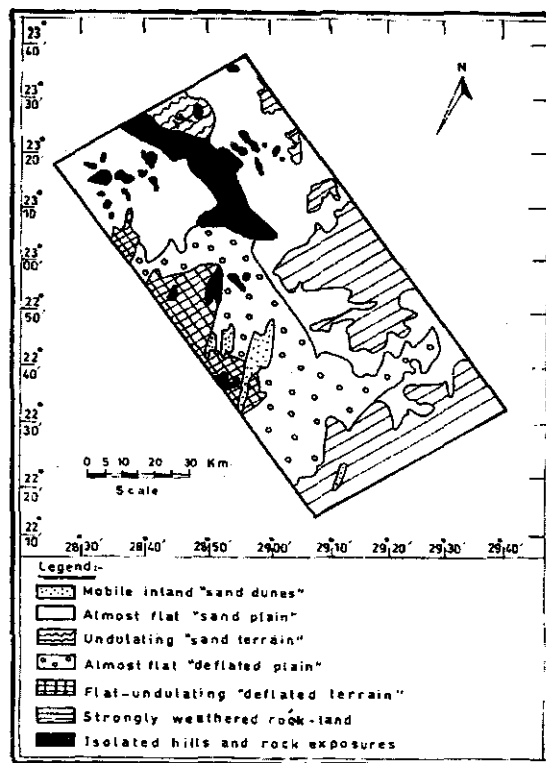 23° 40'
N
23° 30'
23° 20'
23° 10'
23° 00'
22° 50'
22° 40'
22° 30'
0 5 10 20 30 Km.
Scale
22° 20'
22° 10'
28° 30' 28° 40' 28° 50' 29° 00' 29° 10' 29° 20' 29° 30' 29° 40'
Legend:-
Mobile inland "sand dunes"
Almost flat "sand plain"
Undulating "sand terrain"
Almost flat "deflated plain"
Flat-undulating "deflated terrain"
Strongly weathered rock-land
Isolated hills and rock exposures